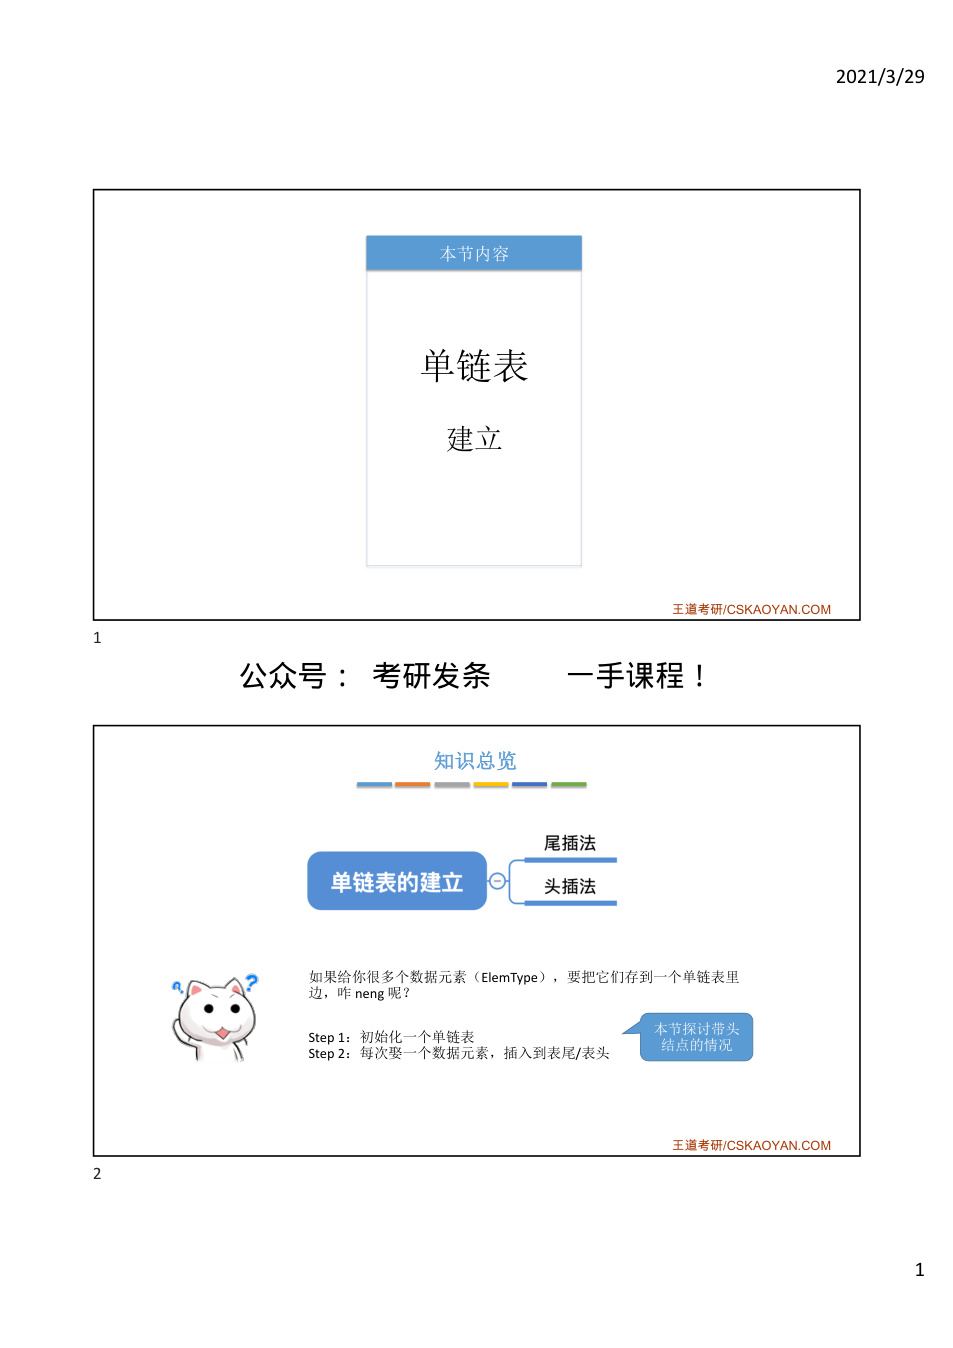 2021/3/29
本节内容
单链表
建立
王道考研/CSKAOYAN.COM
1
公众号： 考研发条 一手课程！
知识总览
单链表的建立
尾插法
头插法
如果给你很多个数据元素（ElemType），要把它们存到一个单链表里
边，咋 neng 呢？
Step 1：初始化一个单链表
Step 2：每次娶一个数据元素，插入到表尾/表头
本节探讨带头
结点的情况
王道考研/CSKAOYAN.COM
2
1